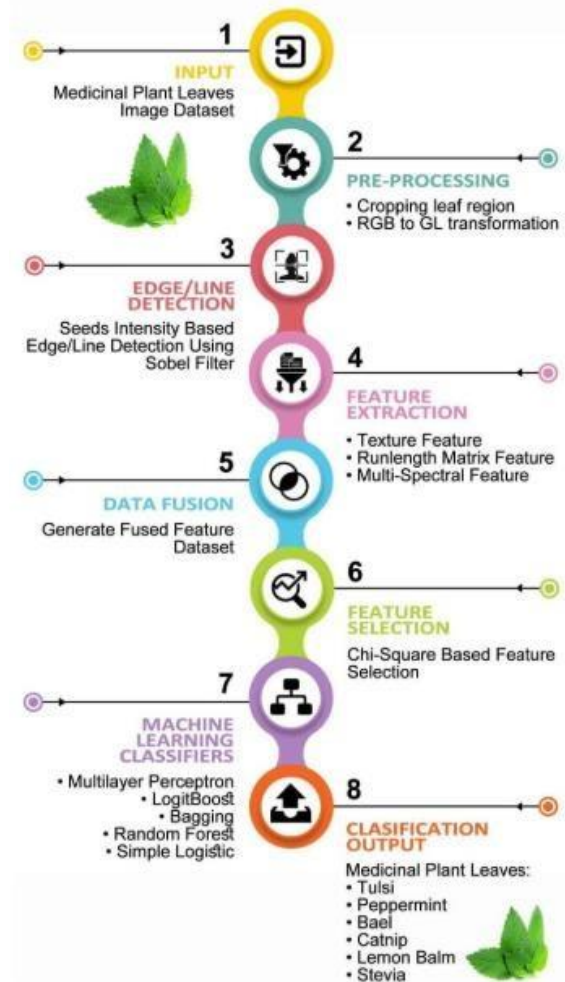 1
INPUT
Medicinal Plant Leaves
Image Dataset
2
PRE-PROCESSING
• Cropping leaf region
• RGB to GL transformation
3
EDGE/LINE
DETECTION
Seeds Intensity Based
Edge/Line Detection Using
Sobel Filter
4
FEATURE
EXTRACTION
• Texture Feature
• Runlength Matrix Feature
• Multi-Spectral Feature
5
DATA FUSION
Generate Fused Feature
Dataset
6
FEATURE
SELECTION
Chi-Square Based Feature
Selection
7
MACHINE
LEARNING
CLASSIFIERS
• Multilayer Perceptron
• LogitBoost
• Bagging
• Random Forest
• Simple Logistic
8
CLASIFICATION
OUTPUT
Medicinal Plant Leaves:
• Tulsi
• Peppermint
• Bael
• Catnip
• Lemon Balm
• Stevia